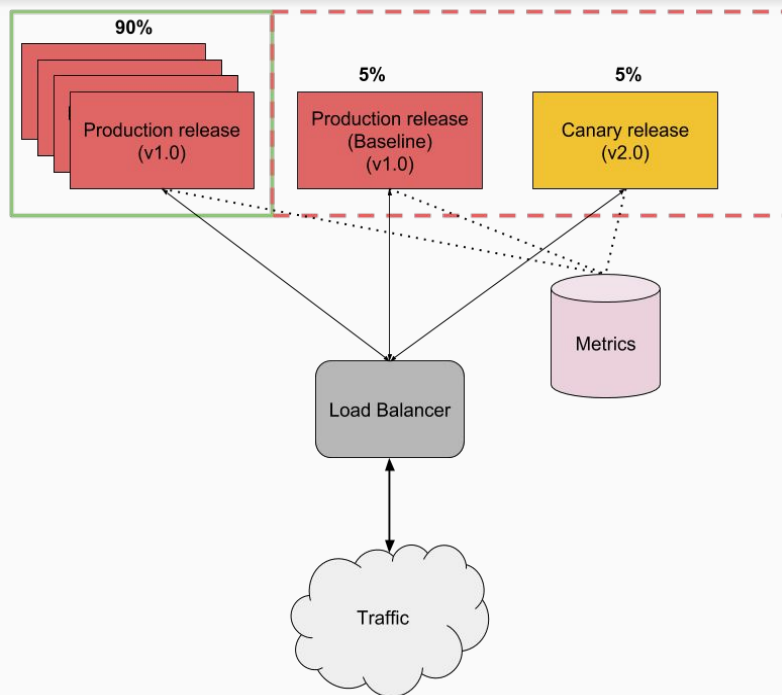 90%
5%
5%
Production release
(v1.0)
Production release
(Baseline)
(v1.0)
Canary release
(v2.0)
Metrics
Load Balancer
Traffic